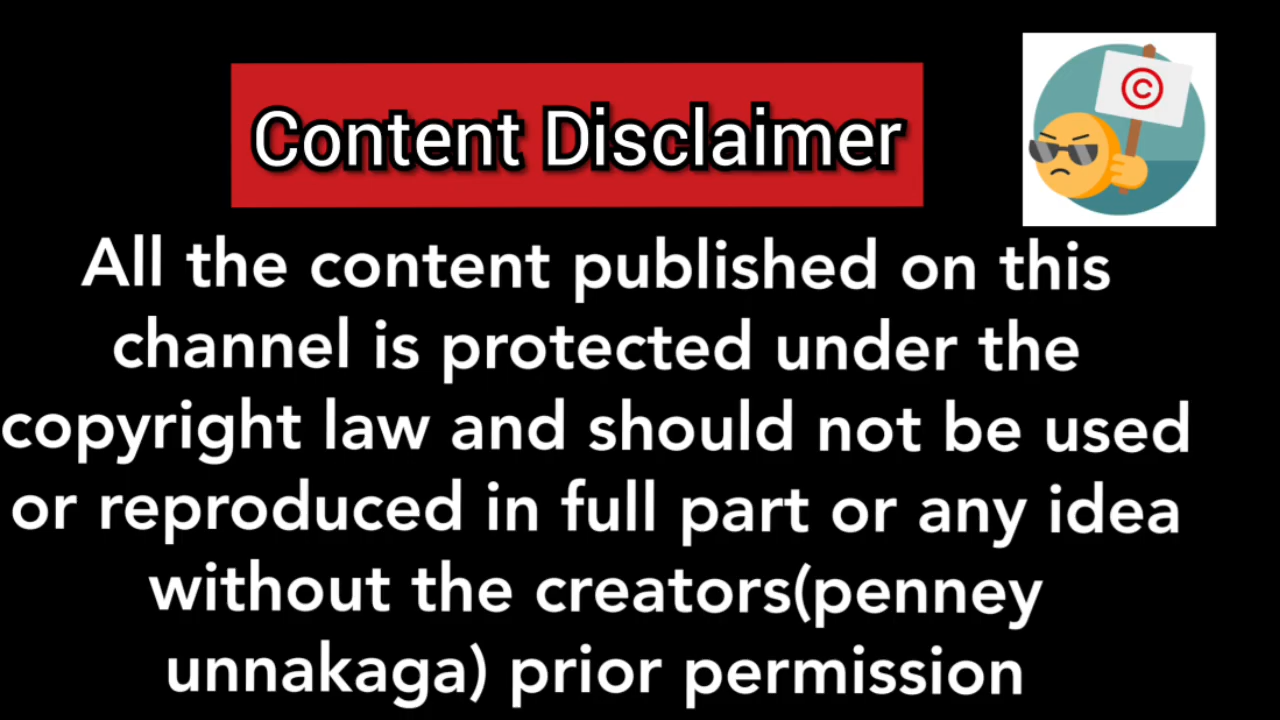 Content Disclaimer
©
All the content published on this
channel is protected under the
copyright law and should not be used
or reproduced in full part or any idea
without the creators(penney
unnakaga) prior permission